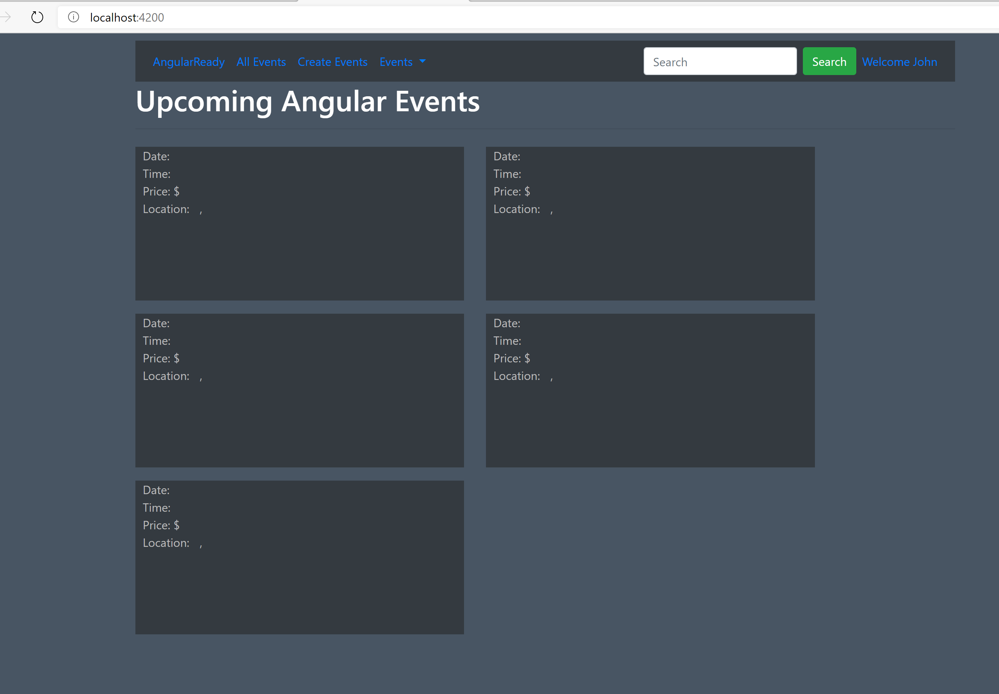 localhost:4200
AngularReady All Events Create Events Events Search Search Welcome John
Upcoming Angular Events
Date:
Time:
Price: $
Location: ,
Date:
Time:
Price: $
Location: ,
Date:
Time:
Price: $
Location: ,
Date:
Time:
Price: $
Location: ,
Date:
Time:
Price: $
Location: ,